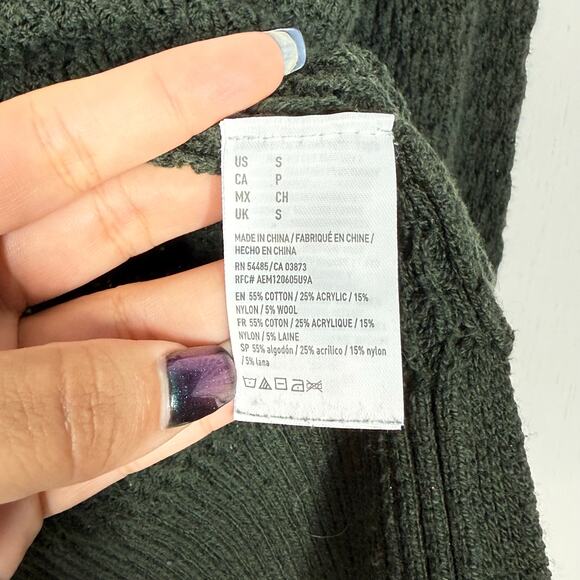 US S
CA P
MX CH
UK S
MADE IN CHINA / FABRIQUÉ EN CHINE /
HECHO EN CHINA
RN 54485/CA 03873
RFC# AEM120605U9A
EN 55% COTTON / 25% ACRYLIC / 15%
NYLON / 5% WOOL
FR 55% COTON / 25% ACRYLIQUE / 15%
NYLON / 5% LAINE
SP 55% algodón / 25% acrílico / 15% nylon
/ 5% lana